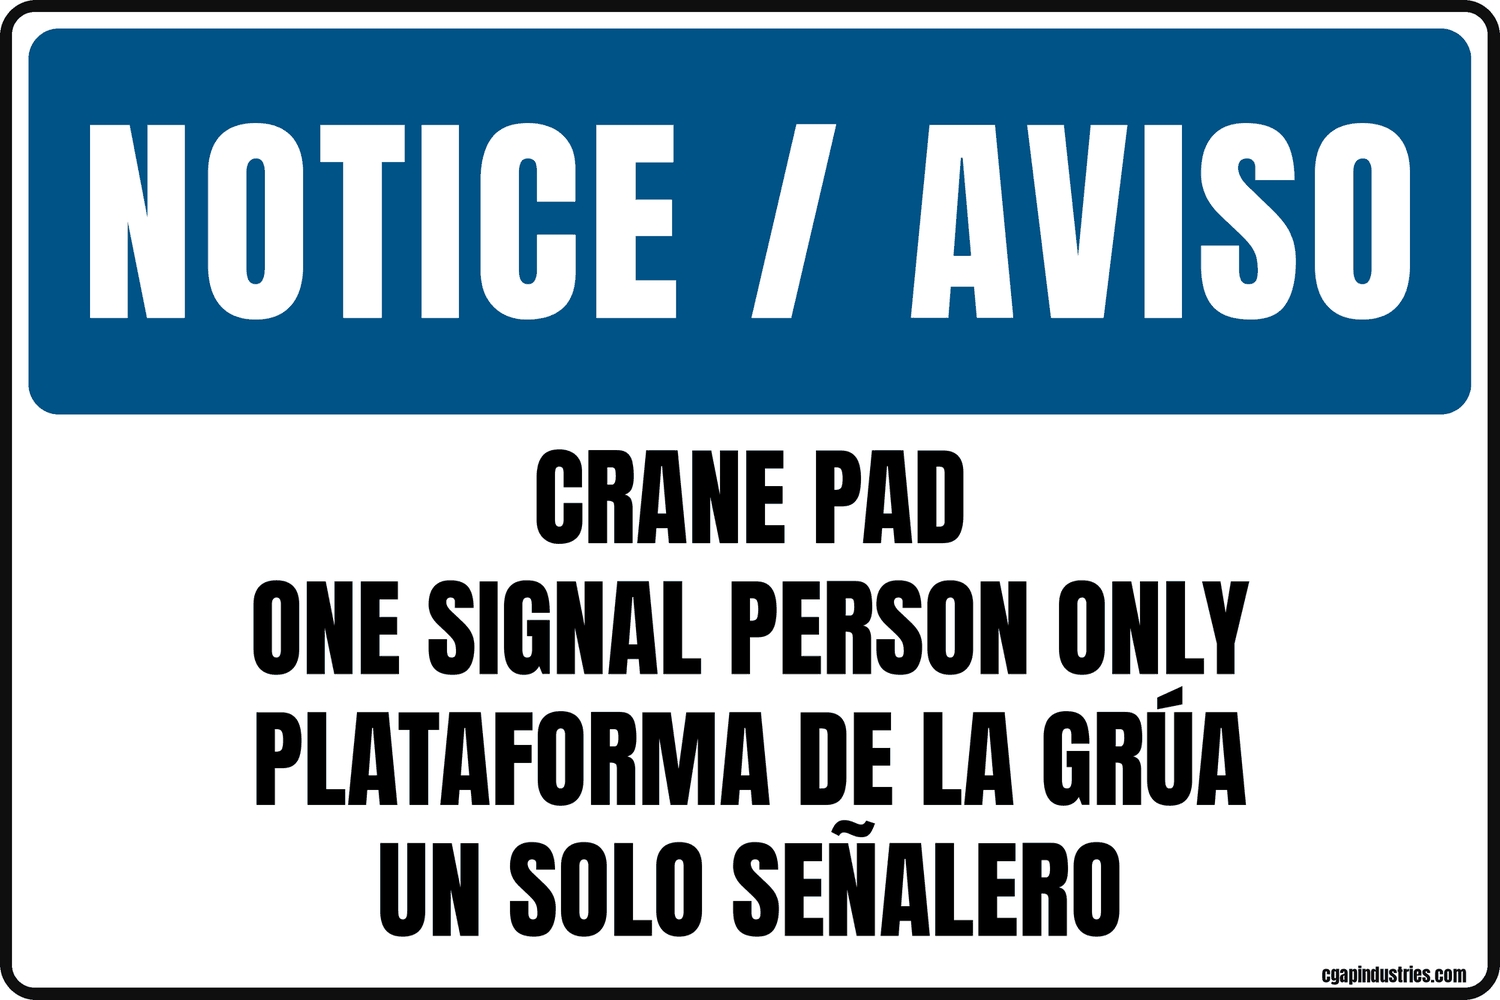 NOTICE / AVISO
CRANE PAD
ONE SIGNAL PERSON ONLY
PLATAFORMA DE LA GRÚA
UN SOLO SEÑALERO
cgapindustries.com